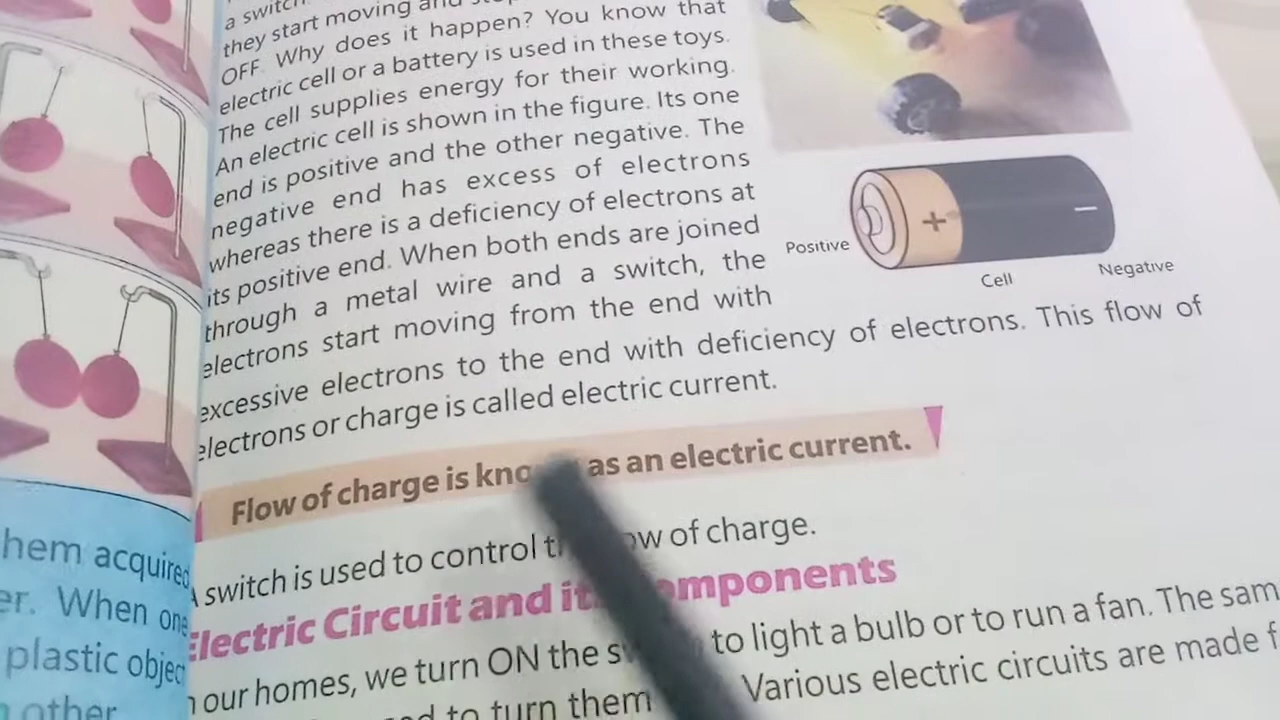 a switch
they start moving and
OFF. Why does it happen? You know that
electric cell or a battery is used in these toys.
The cell supplies energy for their working.
An electric cell is shown in the figure. Its one
end is positive and the other negative. The
negative end has excess of electrons
whereas there is a deficiency of electrons at
its positive end. When both ends are joined
through a metal wire and a switch, the
electrons start moving from the end with
excessive electrons to the end with deficiency of electrons. This flow of
electrons or charge is called electric current.
+
−
Positive
Cell
Negative
Flow of charge is as an electric current.
A switch is used to control of charge.
Electric Circuit and
our homes, we turn ON the to light a bulb or to run a fan. The
to turn them Various electric circuits are made
hem acquired
er. When one
plastic object
other